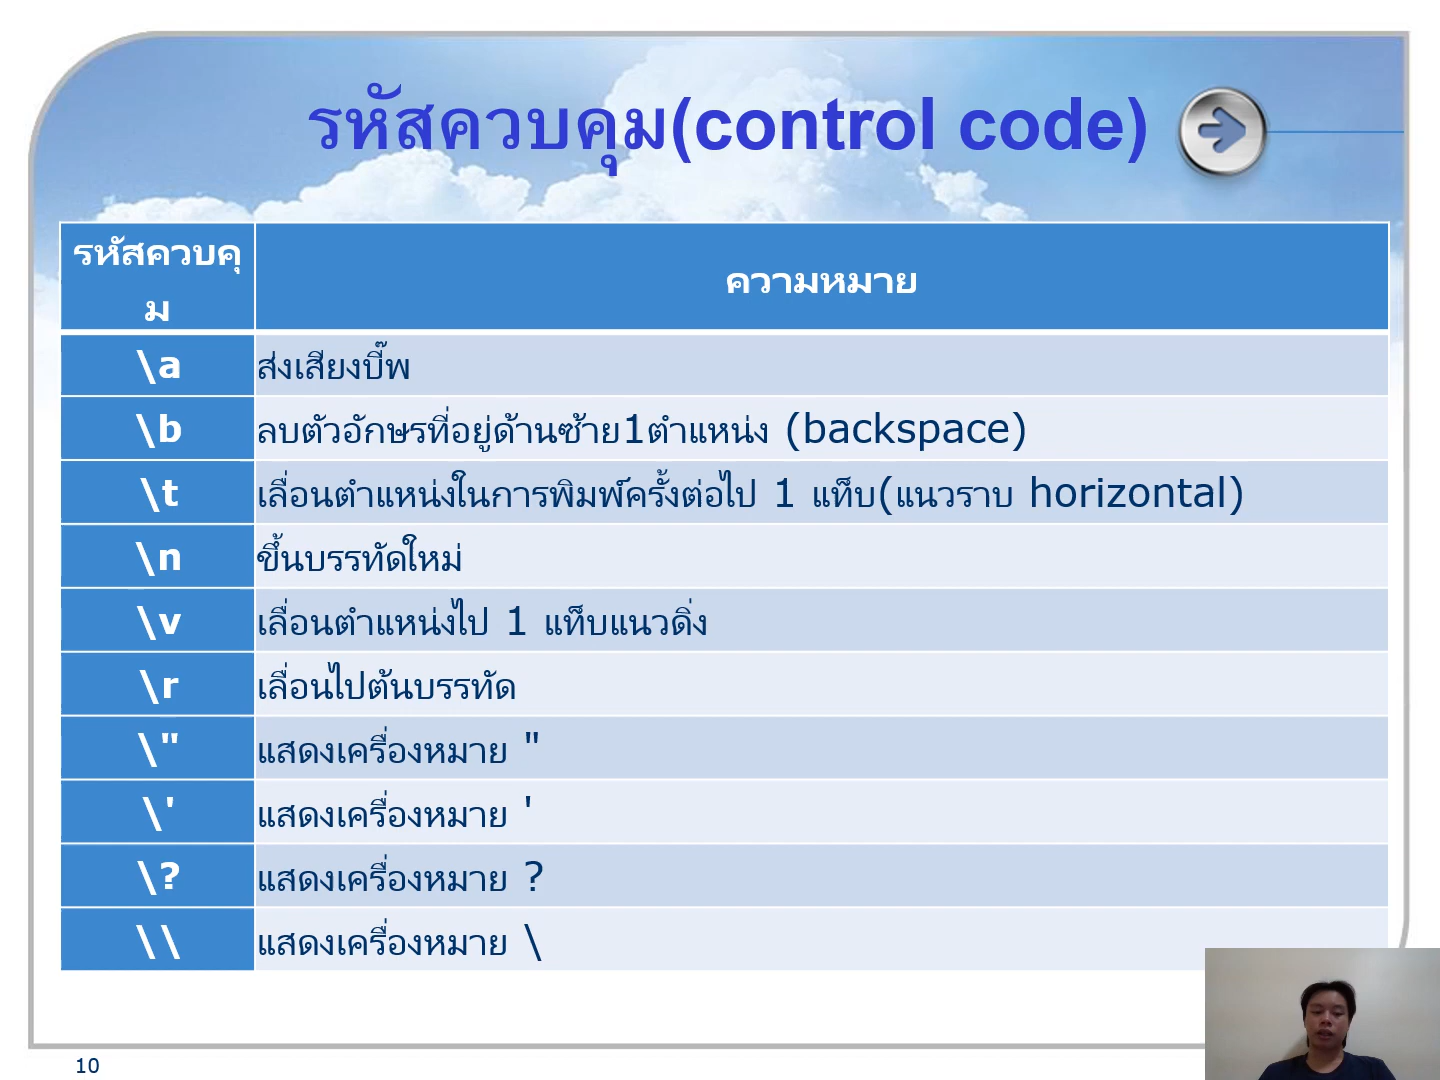 รหัสควบคุม(control code)
รหัสควบคุ
ม
ความหมาย
\a ส่งเสียงบี๊พ
\b ลบตัวอักษรที่อยู่ด้านซ้าย1ตำแหน่ง (backspace)
\t เลื่อนตำแหน่งในการพิมพ์ครั้งต่อไป 1 แท็บ(แนวราบ horizontal)
\n ขึ้นบรรทัดใหม่
\v เลื่อนตำแหน่งไป 1 แท็บแนวดิ่ง
\r เลื่อนไปต้นบรรทัด
\" แสดงเครื่องหมาย "
\' แสดงเครื่องหมาย '
\? แสดงเครื่องหมาย ?
\\ แสดงเครื่องหมาย \
10